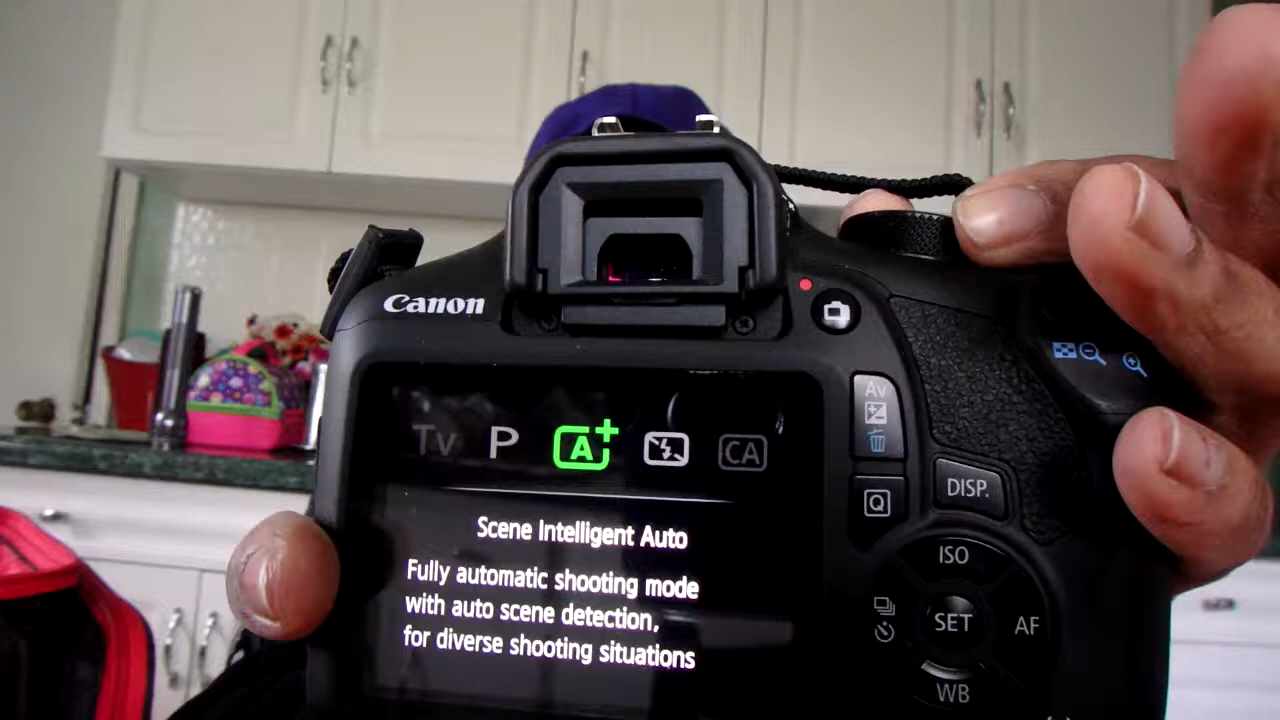 Canon
Av
Tv P A+ CA
Q
DISP.
Scene Intelligent Auto
Fully automatic shooting mode
with auto scene detection,
for diverse shooting situations
ISO
SET
AF
WB